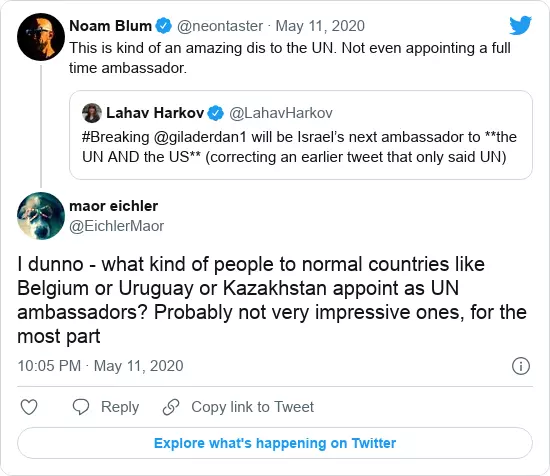 Noam Blum @neontaster · May 11, 2020
This is kind of an amazing dis to the UN. Not even appointing a full
time ambassador.
Lahav Harkov @LahavHarkov
#Breaking @giladerdan1 will be Israel's next ambassador to **the
UN AND the US** (correcting an earlier tweet that only said UN)
maor eichler
@EichlerMaor
I dunno - what kind of people to normal countries like
Belgium or Uruguay or Kazakhstan appoint as UN
ambassadors? Probably not very impressive ones, for the
most part
10:05 PM · May 11, 2020
Reply Copy link to Tweet
Explore what's happening on Twitter